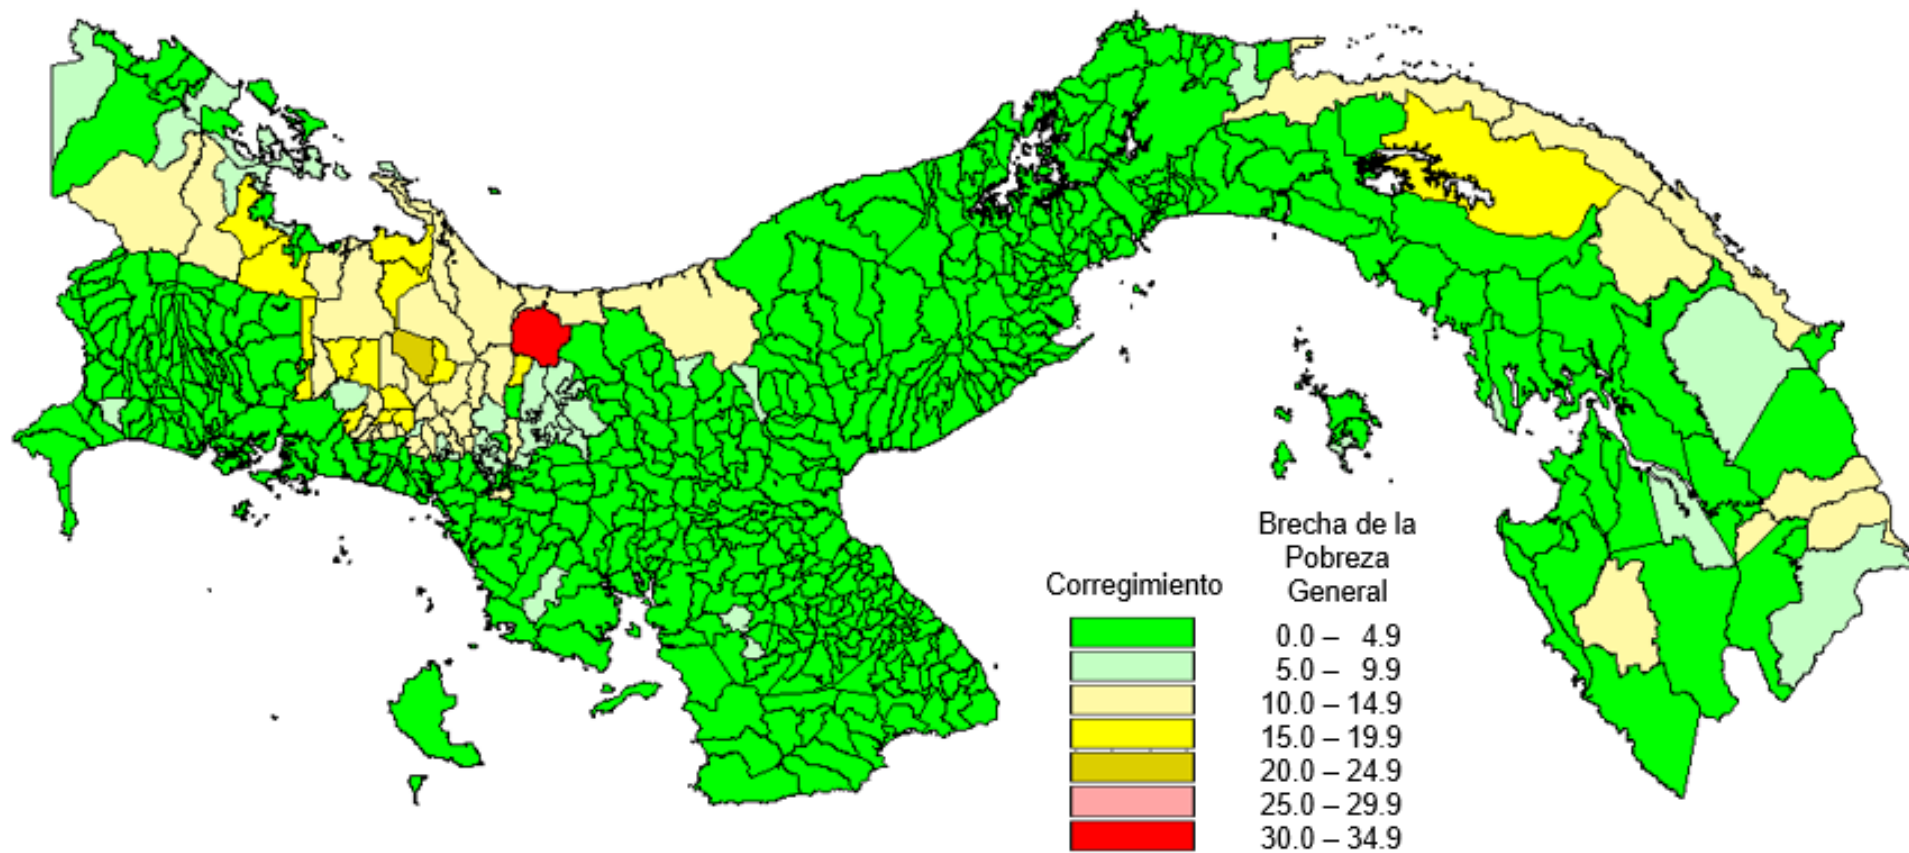 Brecha de la
Pobreza
General
Corregimiento
0.0 – 4.9
5.0 – 9.9
10.0 – 14.9
15.0 – 19.9
20.0 – 24.9
25.0 – 29.9
30.0 – 34.9